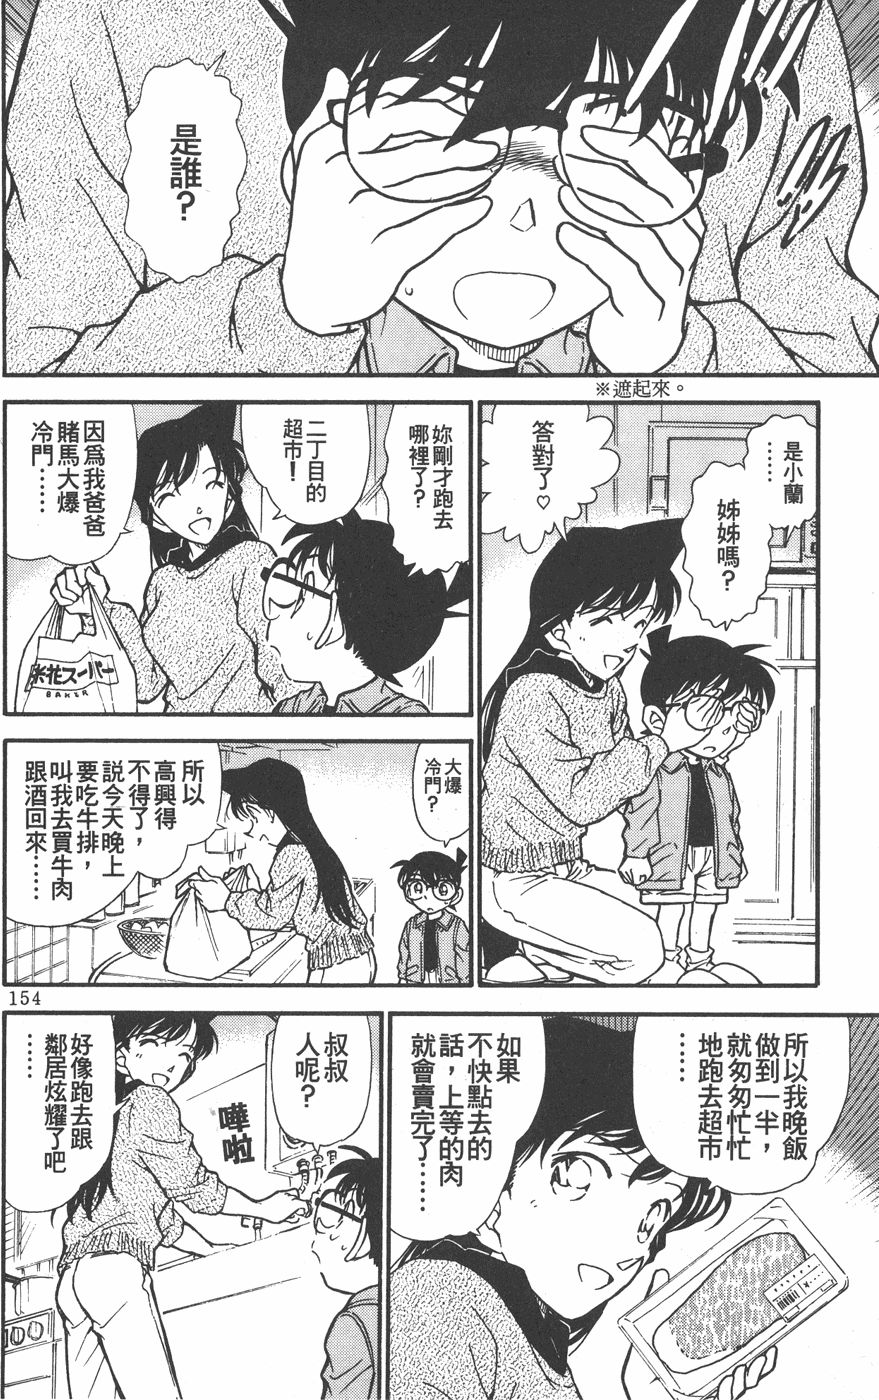 是誰？
※遮起來。
是小蘭
……
姊姊嗎？
答對了♡
妳剛才跑去
哪裡了？
二丁目的
超市！
因為我爸爸
賭馬大爆
冷門……
米花スーパー
BAKER
大爆
冷門？
所以
高興得
不得了，
說今天晚上
要吃牛排，
叫我去買牛肉
跟酒回來……
154
所以我晚飯
做到一半，
就匆匆忙忙
地跑去超市
……
如果
不快點去的
話，上等的肉
就會賣完了……
叔叔
人呢？
嘩啦
好像跑去跟
鄰居炫耀了吧
……